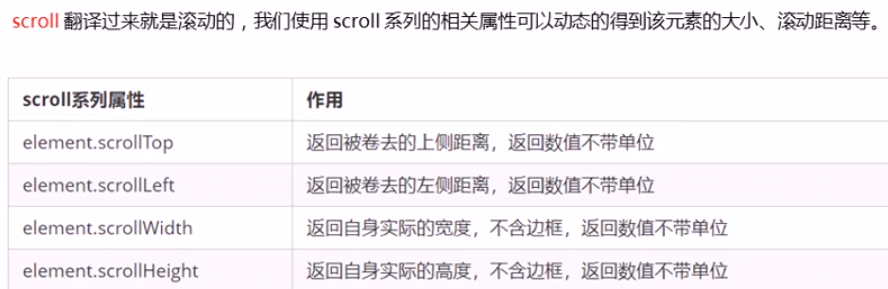 scroll 翻译过来就是滚动的，我们使用 scroll 系列的相关属性可以动态的得到该元素的大小、滚动距离等。
scroll系列属性 作用
element.scrollTop 返回被卷去的上侧距离，返回数值不带单位
element.scrollLeft 返回被卷去的左侧距离，返回数值不带单位
element.scrollWidth 返回自身实际的宽度，不含边框，返回数值不带单位
element.scrollHeight 返回自身实际的高度，不含边框，返回数值不带单位